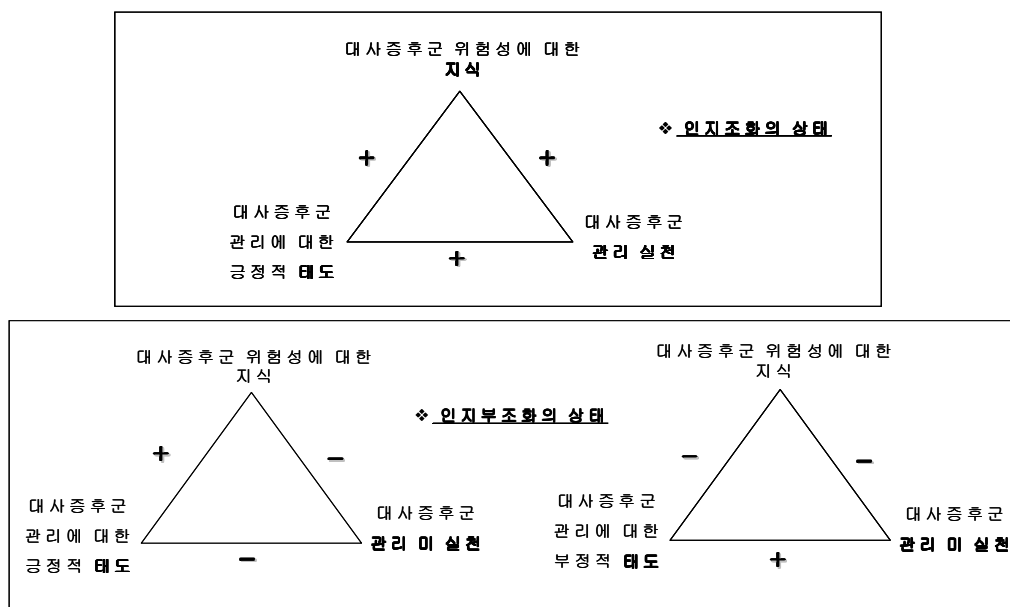 대사증후군 위험성에 대한
지식
❖ 인지조화의 상태
+
+
대사증후군
관리에 대한
긍정적 태도
대사증후군
관리 실천
+
대사증후군 위험성에 대한
지식
❖ 인지부조화의 상태
+
−
대사증후군
관리에 대한
긍정적 태도
대사증후군
관리 미 실천
−
대사증후군 위험성에 대한
지식
−
−
대사증후군
관리에 대한
부정적 태도
대사증후군
관리 미 실천
+